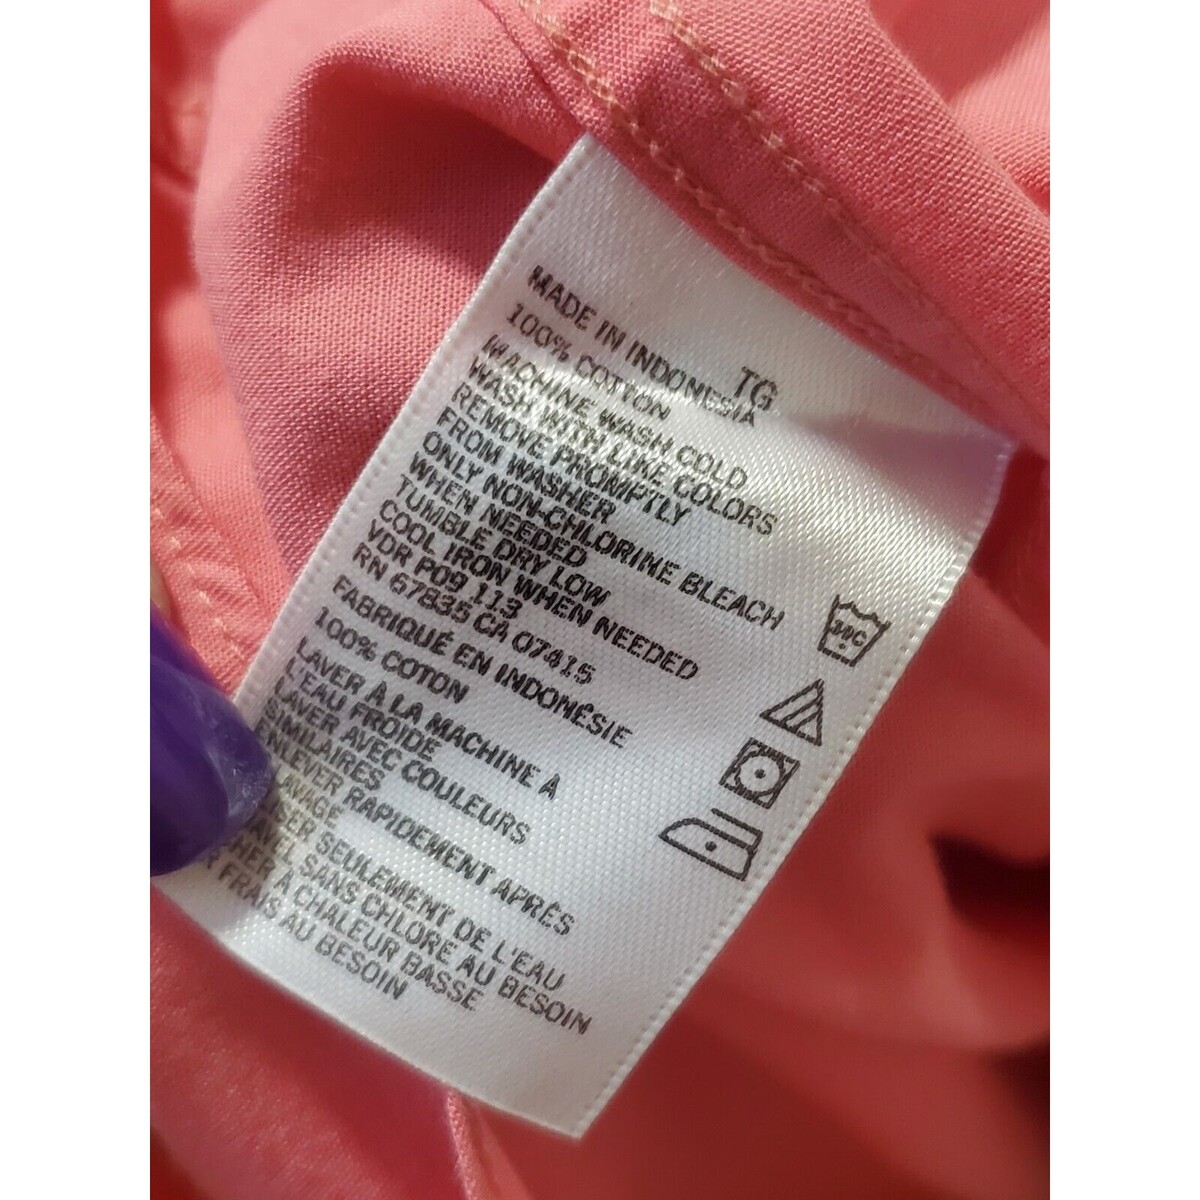 TG
MADE IN INDONESIA
100% COTTON
MACHINE WASH COLD
WASH WITH LIKE COLORS
REMOVE PROMPTLY
FROM WASHER
ONLY NON-CHLORINE BLEACH
WHEN NEEDED
TUMBLE DRY LOW
COOL IRON WHEN NEEDED
VDR P09 113
RN 67835 CA 07415
FABRIQUÉ EN INDONÉSIE
100% COTON
LAVER À LA MACHINE À
L'EAU FROIDE
LAVER AVEC COULEURS
SIMILAIRES
ENLEVER RAPIDEMENT APRÈS
LAVAGE
SEULEMENT DE L'EAU
SANS CHLORE AU BESOIN
À CHALEUR BASSE
FRAIS AU BESOIN
30°C